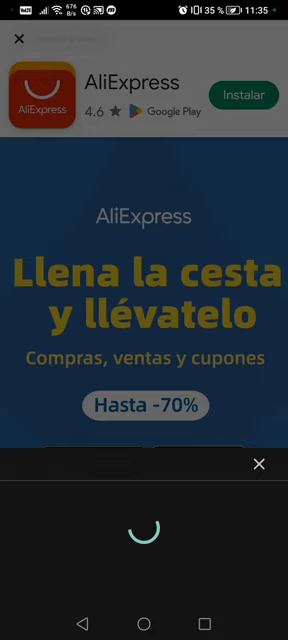 676
B/s
35 %
11:35
AliExpress
AliExpress
4.6
Google Play
Instalar
AliExpress
Llena la cesta
y llévatelo
Compras, ventas y cupones
Hasta -70%